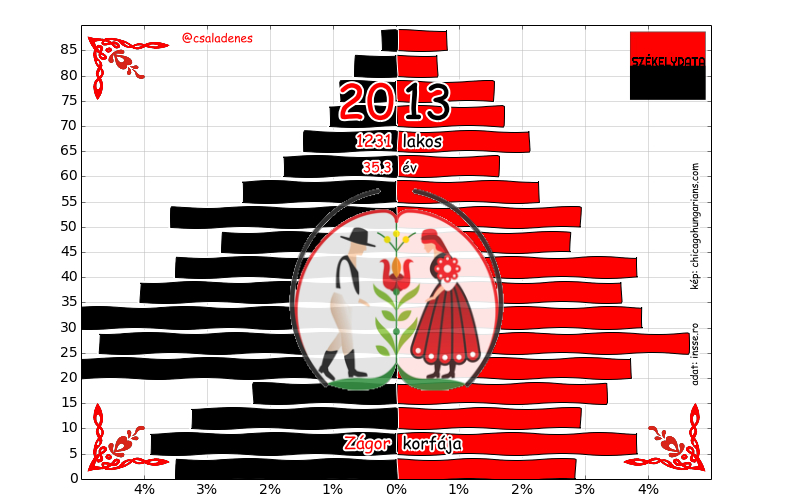 @csaladenes
SZÉKELYDATA
2013
1231 lakos
35.3 év
kép: chicagohungarians.com
adat: insse.ro
Zágor korfája
85
80
75
70
65
60
55
50
45
40
35
30
25
20
15
10
5
0
4% 3% 2% 1% 0% 1% 2% 3% 4%